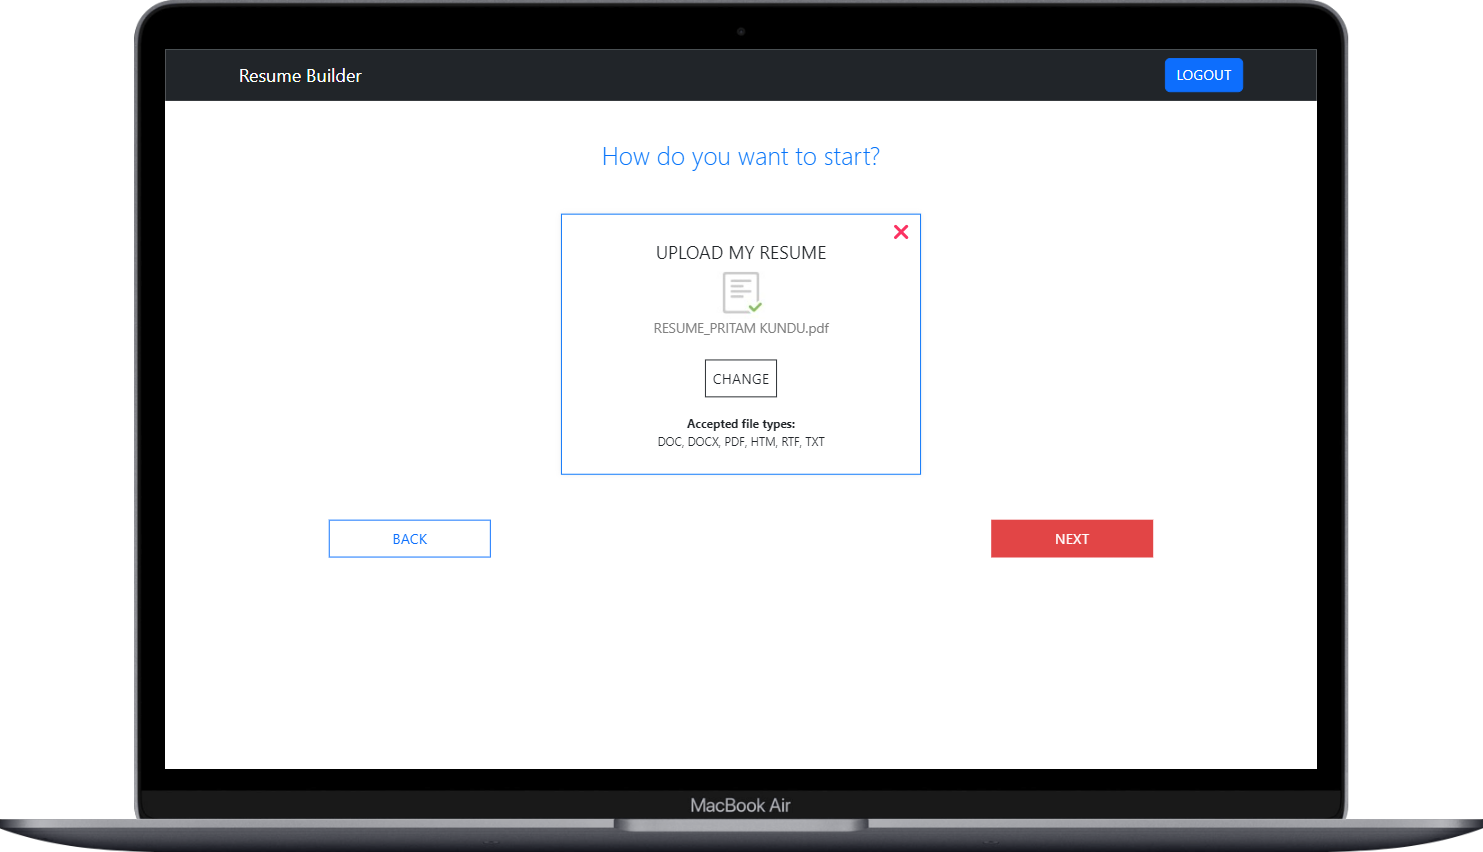 Resume Builder
LOGOUT
How do you want to start?
UPLOAD MY RESUME
RESUME_PRITAM KUNDU.pdf
CHANGE
Accepted file types:
DOC, DOCX, PDF, HTM, RTF, TXT
BACK
NEXT
MacBook Air